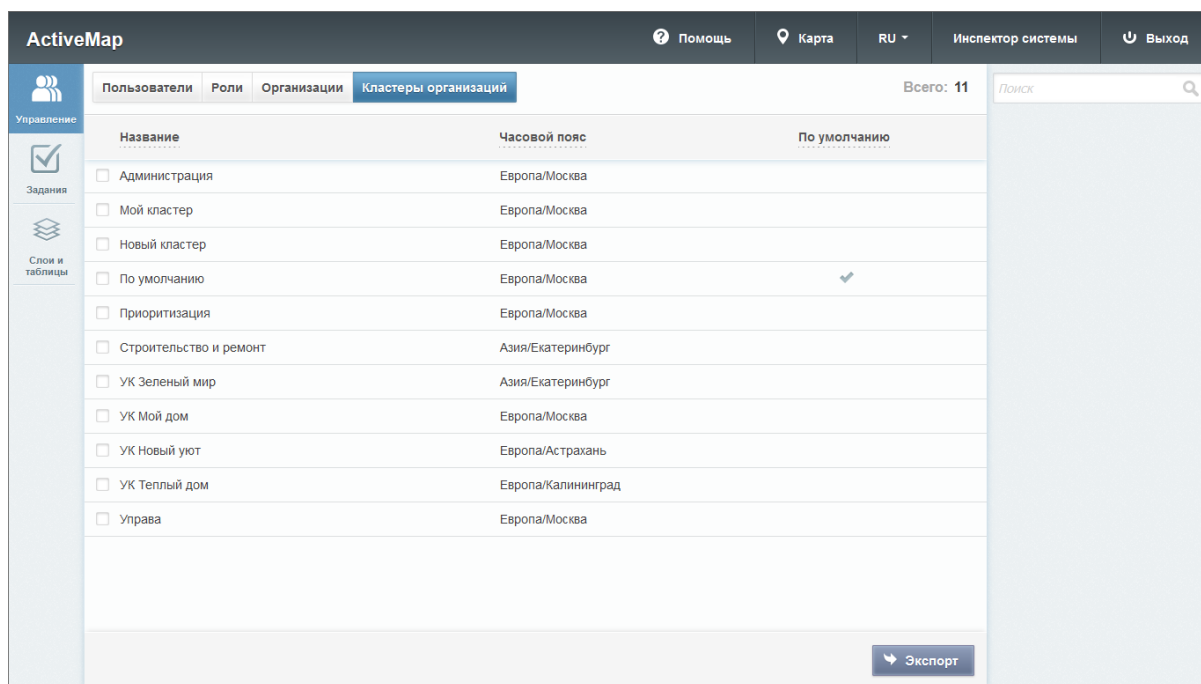 ActiveMap
Помощь
Карта
RU
Инспектор системы
Выход
Управление
Задания
Слои и
таблицы
Пользователи Роли Организации Кластеры организаций
Всего: 11
Поиск
Название Часовой пояс По умолчанию
Администрация Европа/Москва
Мой кластер Европа/Москва
Новый кластер Европа/Москва
По умолчанию Европа/Москва
Приоритизация Европа/Москва
Строительство и ремонт Азия/Екатеринбург
УК Зеленый мир Азия/Екатеринбург
УК Мой дом Европа/Москва
УК Новый уют Европа/Астрахань
УК Теплый дом Европа/Калининград
Управа Европа/Москва
Экспорт